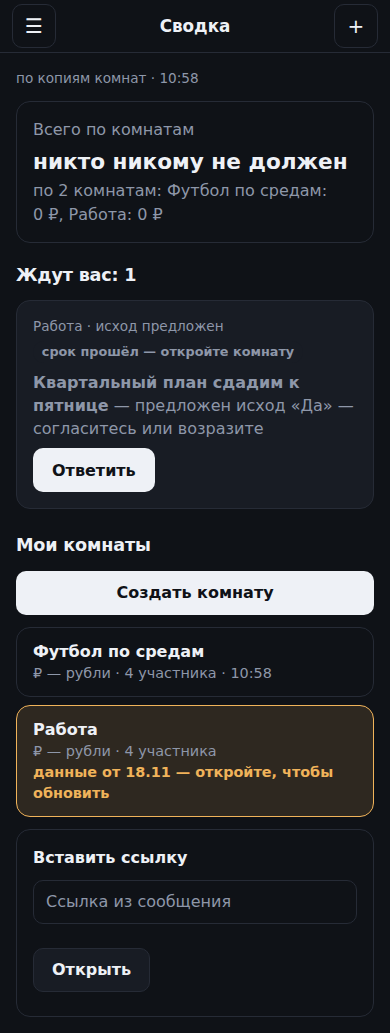 ☰
Сводка
+
по копиям комнат · 10:58
Всего по комнатам
никто никому не должен
по 2 комнатам: Футбол по средам:
0 ₽, Работа: 0 ₽
Ждут вас: 1
Работа · исход предложен
срок прошёл — откройте комнату
Квартальный план сдадим к
пятнице — предложен исход «Да» —
согласитесь или возразите
Ответить
Мои комнаты
Создать комнату
Футбол по средам
₽ — рубли · 4 участника · 10:58
Работа
₽ — рубли · 4 участника
данные от 18.11 — откройте, чтобы
обновить
Вставить ссылку
Ссылка из сообщения
Открыть